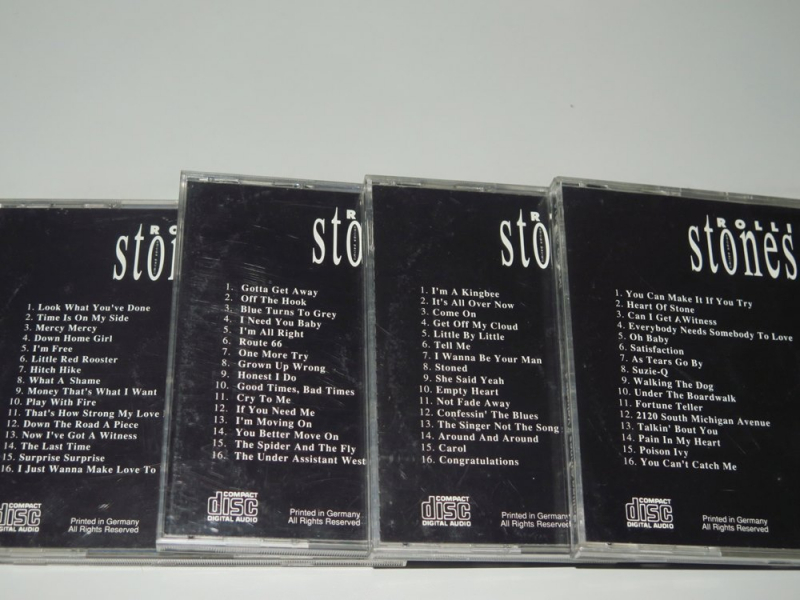 RO
ston
1. Look What You've Done
2. Time Is On My Side
3. Mercy Mercy
4. Down Home Girl
5. I'm Free
6. Little Red Rooster
7. Hitch Hike
8. What A Shame
9. Money That's What I Want
10. Play With Fire
11. That's How Strong My Love
12. Down The Road A Piece
13. Now I've Got A Witness
14. The Last Time
15. Surprise Surprise
16. I Just Wanna Make Love To
COMPACT
disc
DIGITAL AUDIO
Printed in Germany
All Rights Reserved
R
sto
1. Gotta Get Away
2. Off The Hook
3. Blue Turns To Grey
4. I Need You Baby
5. I'm All Right
6. Route 66
7. One More Try
8. Grown Up Wrong
9. Honest I Do
10. Good Times, Bad Times
11. Cry To Me
12. If You Need Me
13. I'm Moving On
14. You Better Move On
15. The Spider And The Fly
16. The Under Assistant West
COMPACT
disc
DIGITAL AUDIO
Printed in Germany
All Rights Reserved
R
sto
1. I'm A Kingbee
2. It's All Over Now
3. Come On
4. Get Off My Cloud
5. Little By Little
6. Tell Me
7. I Wanna Be Your Man
8. Stoned
9. She Said Yeah
10. Empty Heart
11. Not Fade Away
12. Confessin' The Blues
13. The Singer Not The Song
14. Around And Around
15. Carol
16. Congratulations
COMPACT
disc
DIGITAL AUDIO
Printed in Germany
All Rights Reserved
ROLLI
stones
1. You Can Make It If You Try
2. Heart Of Stone
3. Can I Get A Witness
4. Everybody Needs Somebody To Love
5. Oh Baby
6. Satisfaction
7. As Tears Go By
8. Suzie-Q
9. Walking The Dog
10. Under The Boardwalk
11. Fortune Teller
12. 2120 South Michigan Avenue
13. Talkin' Bout You
14. Pain In My Heart
15. Poison Ivy
16. You Can't Catch Me
COMPACT
disc
DIGITAL AUDIO
Printed in Germany
All Rights Reserved